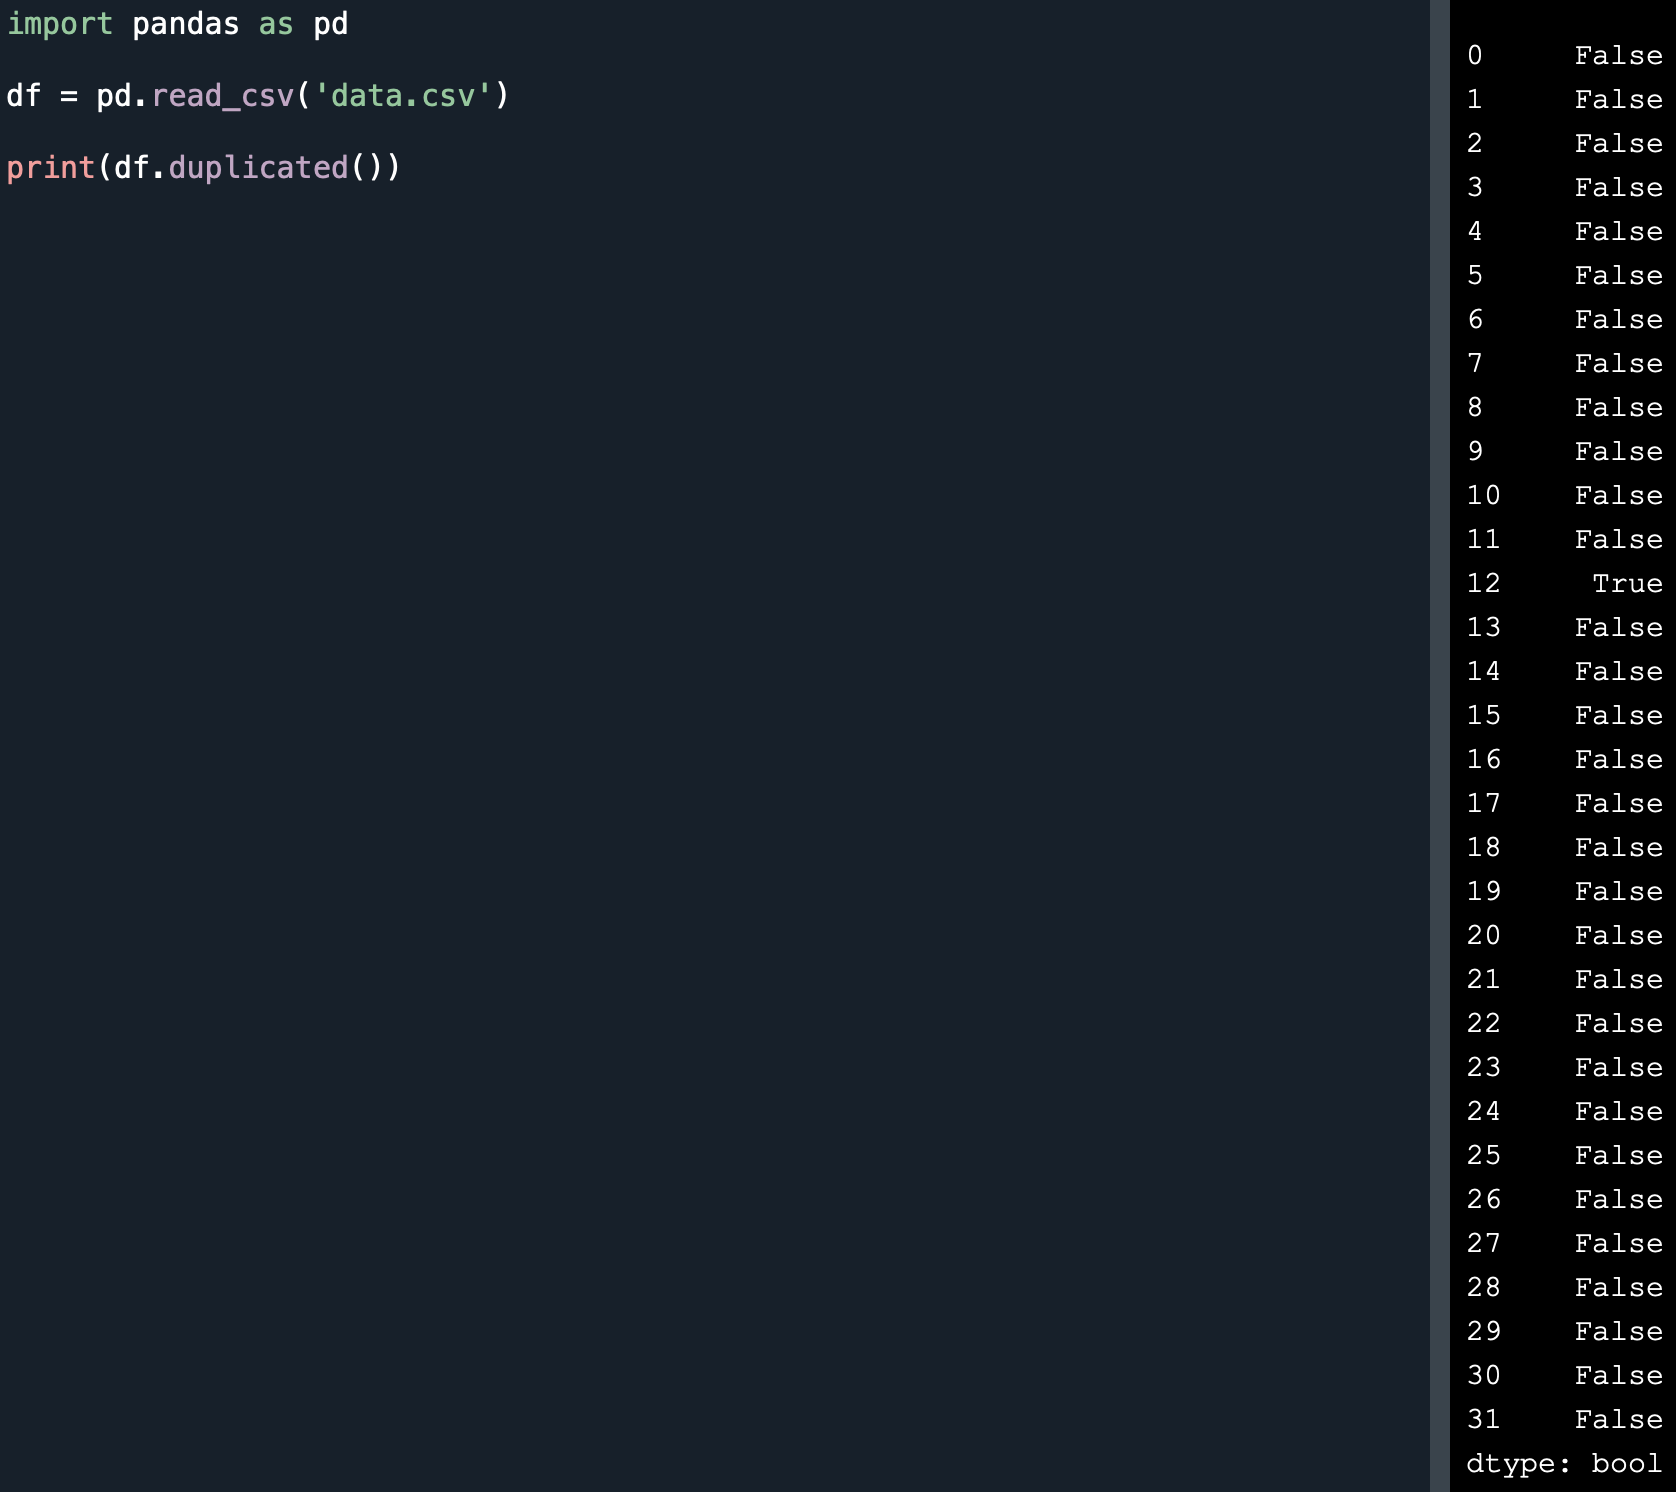 import pandas as pd
df = pd.read_csv('data.csv')
print(df.duplicated())
0 False
1 False
2 False
3 False
4 False
5 False
6 False
7 False
8 False
9 False
10 False
11 False
12 True
13 False
14 False
15 False
16 False
17 False
18 False
19 False
20 False
21 False
22 False
23 False
24 False
25 False
26 False
27 False
28 False
29 False
30 False
31 False
dtype: bool